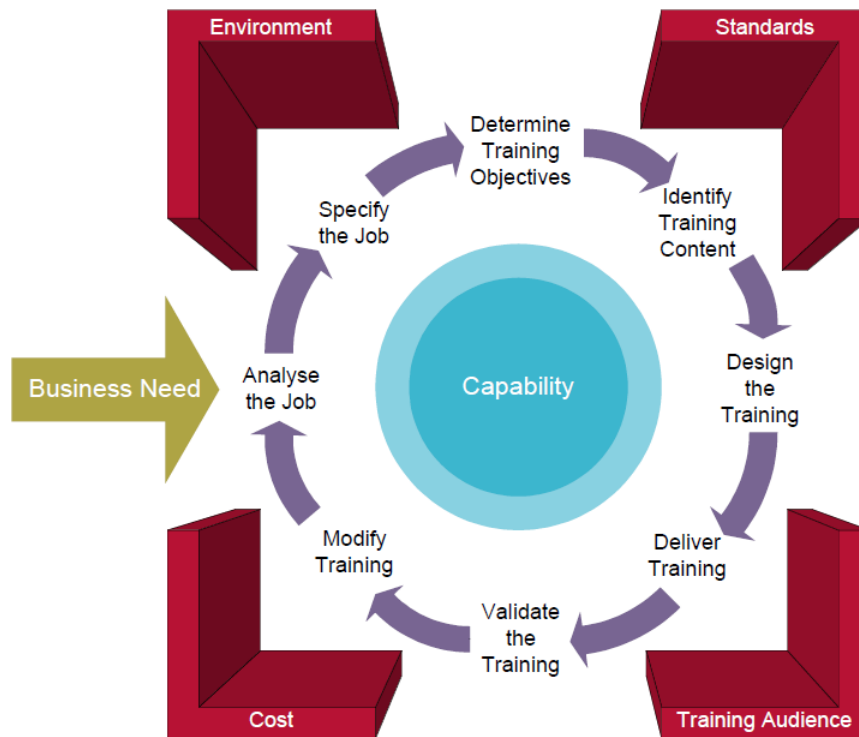 Environment
Standards
Determine
Training
Objectives
Identify
Training
Content
Specify
the Job
Design
the
Training
Capability
Business Need
Analyse
the Job
Deliver
Training
Modify
Training
Validate
the
Training
Cost
Training Audience